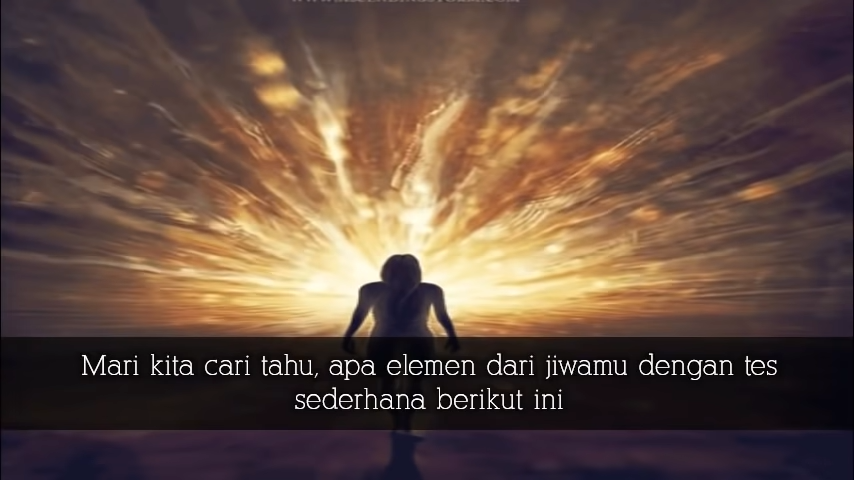 Mari kita cari tahu, apa elemen dari jiwamu dengan tes
sederhana berikut ini